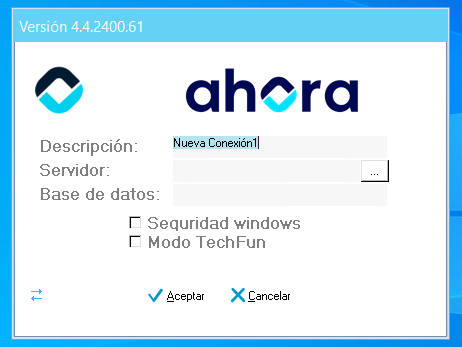 Versión 4.4.2400.61
ahora
Descripción: Nueva Conexión1
Servidor: ...
Base de datos:
Seguridad windows
Modo TechFun
Aceptar Cancelar